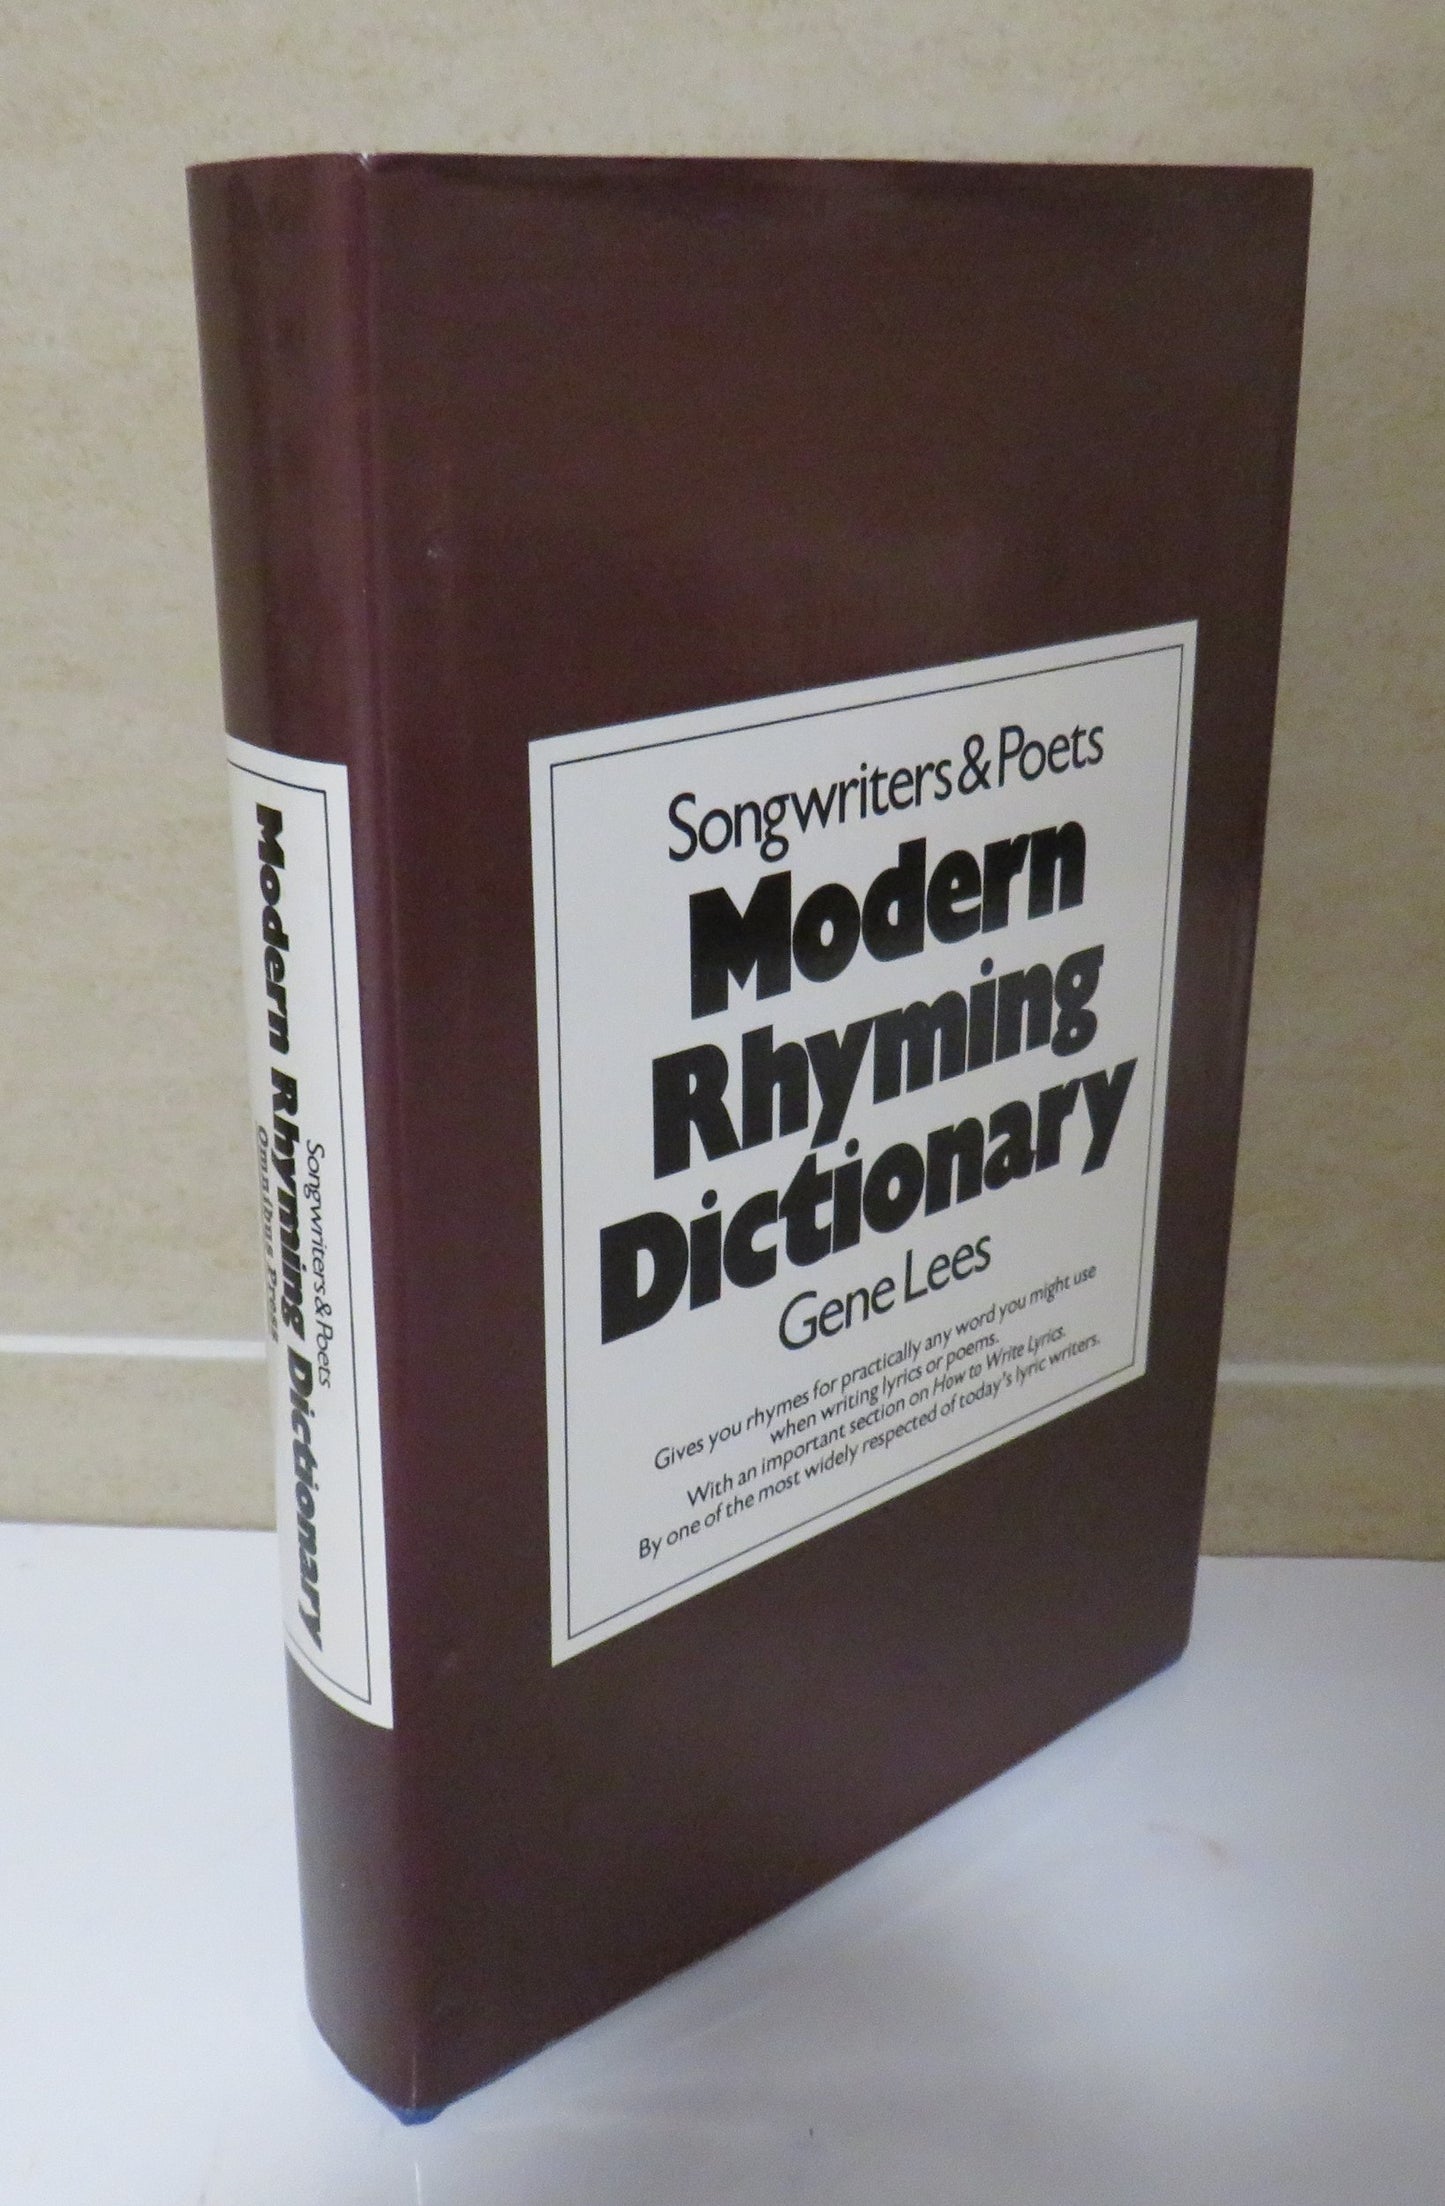 Songwriters & Poets
Modern
Rhyming
Dictionary
Gene Lees
Gives you rhymes for practically any word you might use
when writing lyrics or poems.
With an important section on How to Write Lyrics.
By one of the most widely respected of today's lyric writers.
Songwriters & Poets
Modern Rhyming Dictionary
Omnibus Press